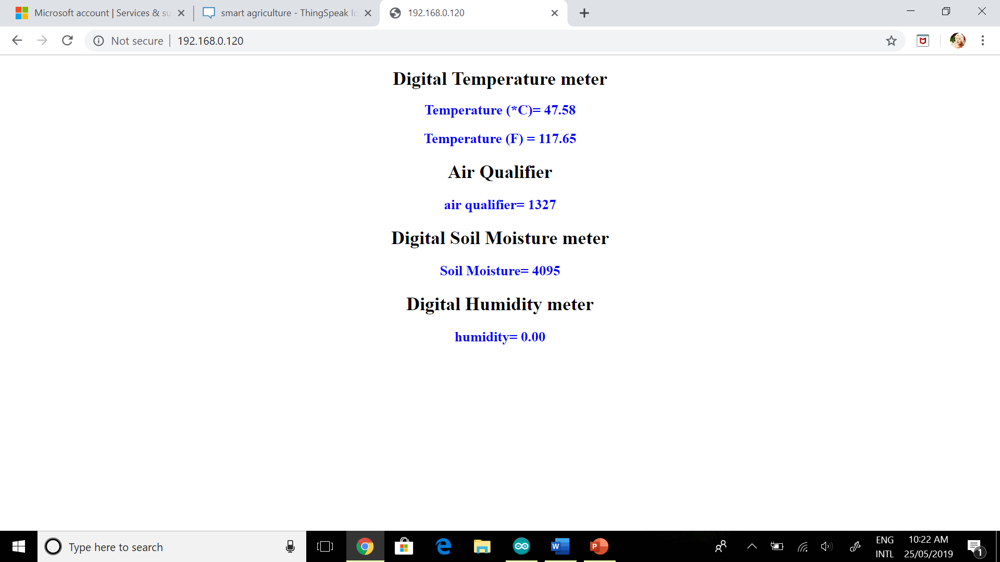 Microsoft account | Services & su
smart agriculture - ThingSpeak Io
192.168.0.120
Not secure | 192.168.0.120
Digital Temperature meter
Temperature (*C)= 47.58
Temperature (F) = 117.65
Air Qualifier
air qualifier= 1327
Digital Soil Moisture meter
Soil Moisture= 4095
Digital Humidity meter
humidity= 0.00
Type here to search
W
P
ENG
INTL
10:22 AM
25/05/2019
1